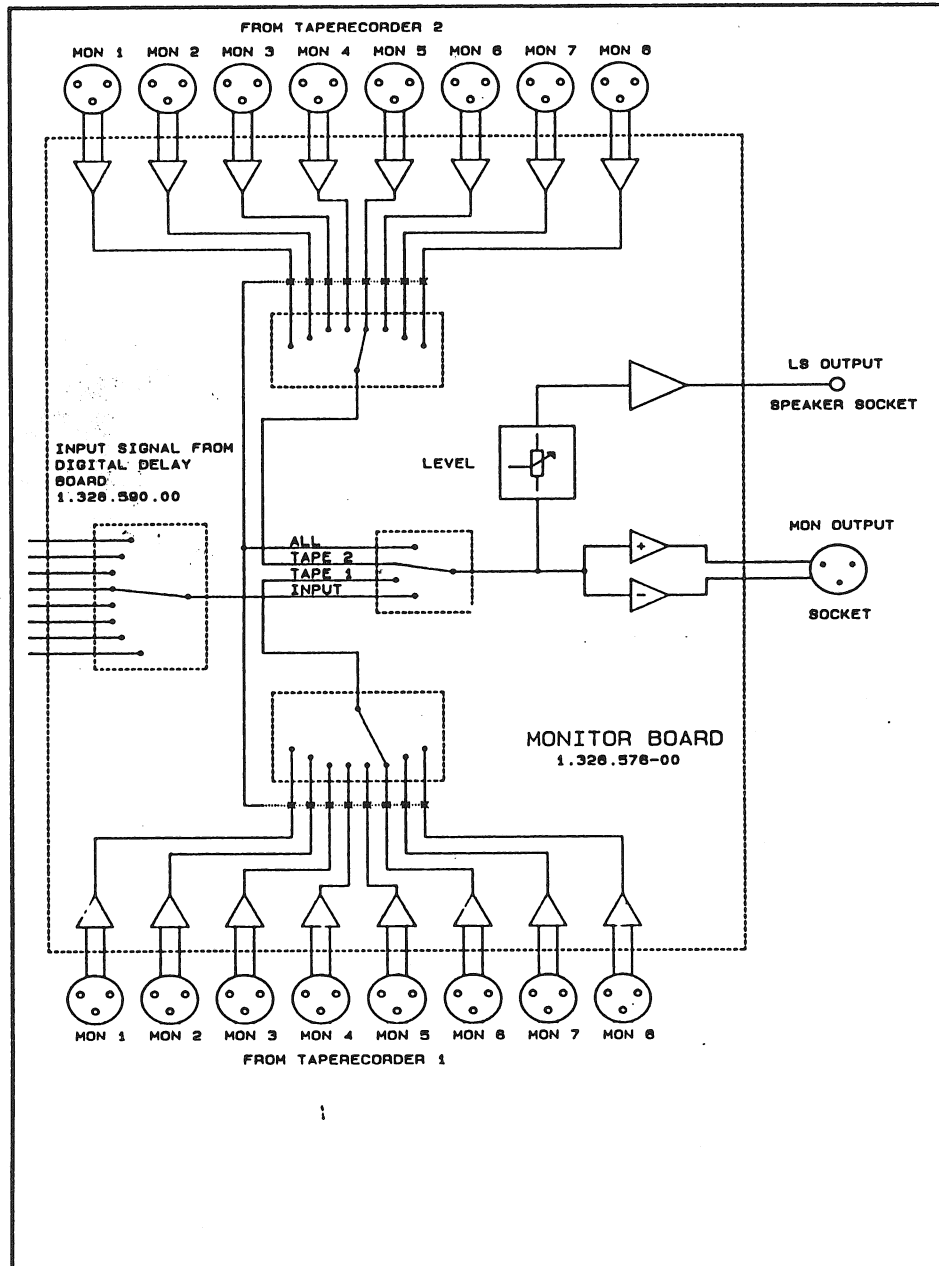 FROM TAPERECORDER 2
MON 1 MON 2 MON 3 MON 4 MON 5 MON 6 MON 7 MON 8
LS OUTPUT
SPEAKER SOCKET
INPUT SIGNAL FROM
DIGITAL DELAY
BOARD
1.328.590.00
LEVEL
ALL
TAPE 2
TAPE 1
INPUT
+
-
MON OUTPUT
SOCKET
MONITOR BOARD
1.328.578-00
MON 1 MON 2 MON 3 MON 4 MON 5 MON 6 MON 7 MON 8
FROM TAPERECORDER 1